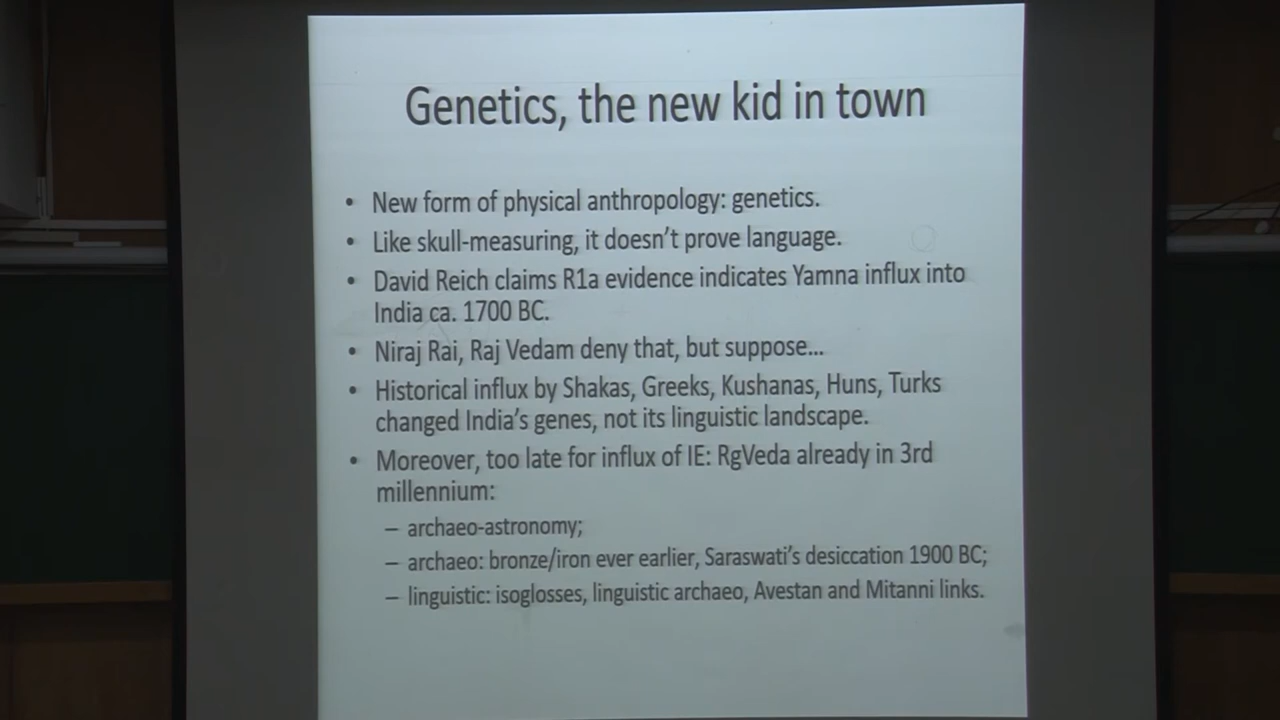 Genetics, the new kid in town
• New form of physical anthropology: genetics.
• Like skull-measuring, it doesn't prove language.
• David Reich claims R1a evidence indicates Yamna influx into
India ca. 1700 BC.
• Niraj Rai, Raj Vedam deny that, but suppose...
• Historical influx by Shakas, Greeks, Kushanas, Huns, Turks
changed India's genes, not its linguistic landscape.
• Moreover, too late for influx of IE: RgVeda already in 3rd
millennium:
– archaeo-astronomy;
– archaeo: bronze/iron ever earlier, Saraswati's desiccation 1900 BC;
– linguistic: isoglosses, linguistic archaeo, Avestan and Mitanni links.